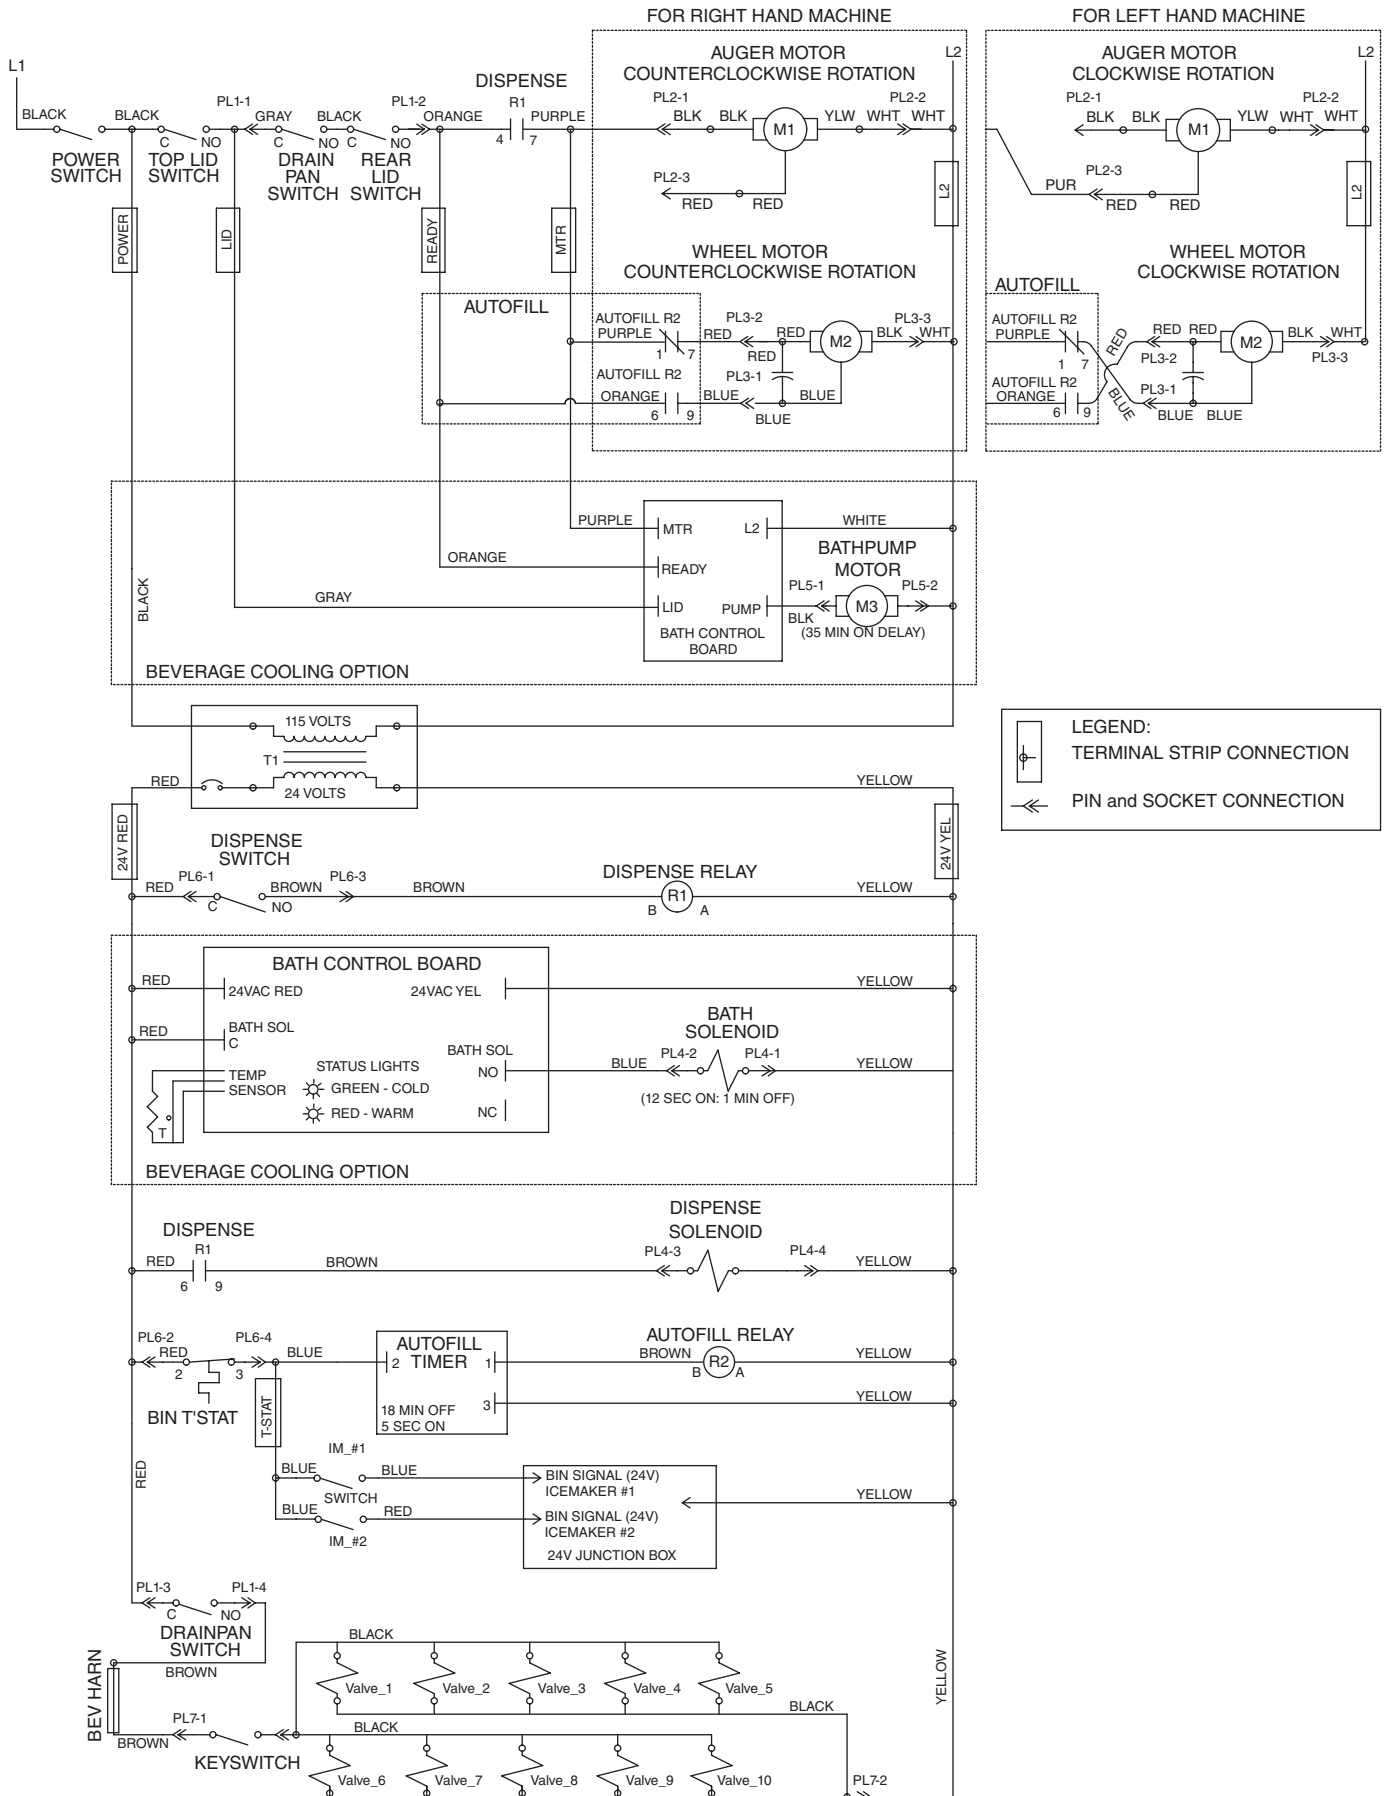 FOR RIGHT HAND MACHINE
FOR LEFT HAND MACHINE
L1
DISPENSE
AUGER MOTOR
COUNTERCLOCKWISE ROTATION
L2
AUGER MOTOR
CLOCKWISE ROTATION
L2
BLACK
BLACK
PL1-1
GRAY
BLACK
PL1-2
ORANGE
R1
PURPLE
4
7
PL2-1
BLK
BLK
M1
YLW
WHT
PL2-2
WHT
PL2-1
BLK
BLK
M1
YLW
WHT
PL2-2
WHT
POWER
SWITCH
C
NO
TOP LID
SWITCH
C
NO
DRAIN
PAN
SWITCH
C
NO
REAR
LID
SWITCH
PL2-3
RED
RED
L2
PUR
PL2-3
RED
RED
L2
POWER
LID
READY
MTR
WHEEL MOTOR
COUNTERCLOCKWISE ROTATION
WHEEL MOTOR
CLOCKWISE ROTATION
AUTOFILL
AUTOFILL R2
PURPLE
1
7
RED
PL3-2
RED
RED
M2
BLK
PL3-3
WHT
AUTOFILL R2
ORANGE
6
9
BLUE
PL3-1
BLUE
BLUE
AUTOFILL
AUTOFILL R2
PURPLE
1
7
RED
RED
RED
PL3-2
M2
BLK
WHT
PL3-3
AUTOFILL R2
ORANGE
6
9
BLUE
PL3-1
BLUE
BLUE
PURPLE
MTR
L2
WHITE
ORANGE
READY
BATHPUMP
MOTOR
BLACK
GRAY
LID
PUMP
PL5-1
BLK
M3
PL5-2
(35 MIN ON DELAY)
BATH CONTROL
BOARD
BEVERAGE COOLING OPTION
115 VOLTS
T1
24 VOLTS
RED
YELLOW
LEGEND:
TERMINAL STRIP CONNECTION
PIN and SOCKET CONNECTION
24V RED
24V YEL
DISPENSE
SWITCH
RED
PL6-1
C
NO
BROWN
PL6-3
BROWN
DISPENSE RELAY
B
R1
A
YELLOW
BATH CONTROL BOARD
RED
24VAC RED
24VAC YEL
YELLOW
RED
BATH SOL
C
BATH
SOLENOID
BATH SOL
NO
BLUE
PL4-2
PL4-1
YELLOW
(12 SEC ON: 1 MIN OFF)
TEMP
SENSOR
STATUS LIGHTS
GREEN - COLD
RED - WARM
NC
T
BEVERAGE COOLING OPTION
DISPENSE
R1
RED
6
9
BROWN
DISPENSE
SOLENOID
PL4-3
PL4-4
YELLOW
PL6-2
RED
2
3
PL6-4
BIN T'STAT
BLUE
AUTOFILL
TIMER
2
1
3
18 MIN OFF
5 SEC ON
AUTOFILL RELAY
BROWN
B
R2
A
YELLOW
YELLOW
T-STAT
RED
IM_#1
BLUE
BLUE
SWITCH
BLUE
RED
IM_#2
BIN SIGNAL (24V)
ICEMAKER #1
BIN SIGNAL (24V)
ICEMAKER #2
24V JUNCTION BOX
YELLOW
PL1-3
PL1-4
C
NO
DRAINPAN
SWITCH
BROWN
BEV HARN
BROWN
PL7-1
KEYSWITCH
BLACK
Valve_1
Valve_2
Valve_3
Valve_4
Valve_5
BLACK
YELLOW
BLACK
Valve_6
Valve_7
Valve_8
Valve_9
Valve_10
PL7-2